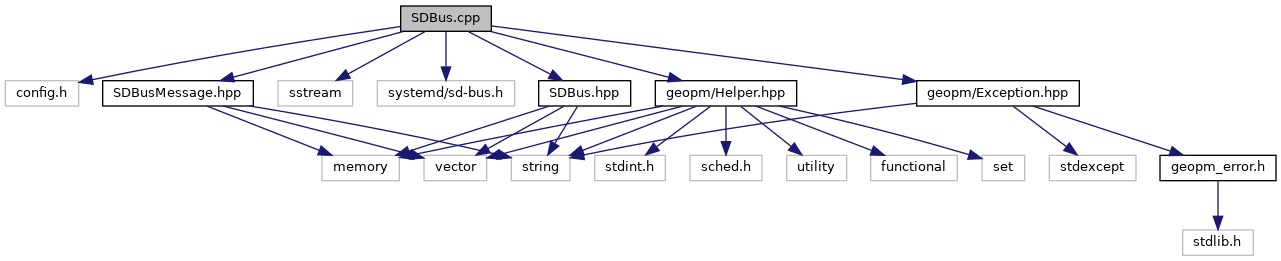 SDBus.cpp
config.h
SDBusMessage.hpp
sstream
systemd/sd-bus.h
SDBus.hpp
geopm/Helper.hpp
geopm/Exception.hpp
memory
vector
string
stdint.h
sched.h
utility
functional
set
stdexcept
geopm_error.h
stdlib.h